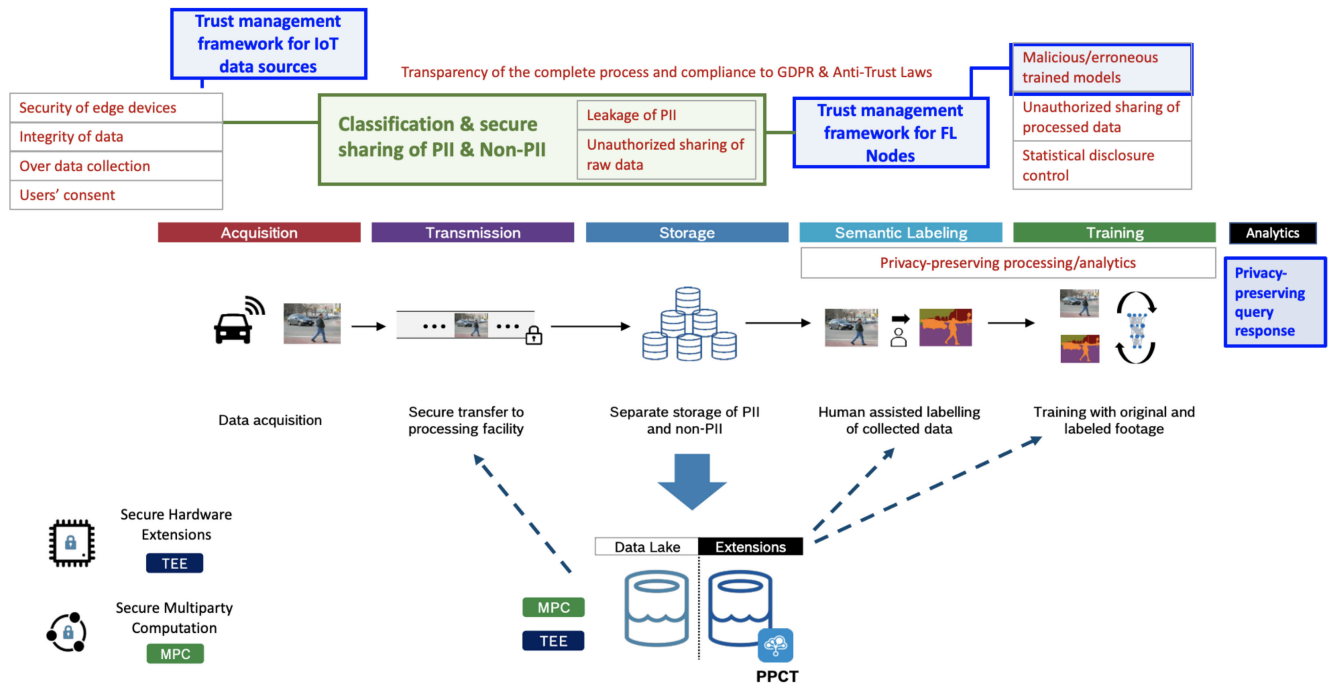 Trust management
framework for IoT
data sources
Transparency of the complete process and compliance to GDPR & Anti-Trust Laws
Malicious/erroneous
trained models
Unauthorized sharing of
processed data
Statistical disclosure
control
Security of edge devices
Integrity of data
Over data collection
Users' consent
Classification & secure
sharing of PII & Non-PII
Leakage of PII
Unauthorized sharing of
raw data
Trust management
framework for FL
Nodes
Acquisition
Transmission
Storage
Semantic Labeling
Training
Analytics
Privacy-preserving processing/analytics
Privacy-
preserving
query
response
Data acquisition
Secure transfer to
processing facility
Separate storage of PII
and non-PII
Human assisted labelling
of collected data
Training with original and
labeled footage
Secure Hardware
Extensions
TEE
Secure Multiparty
Computation
MPC
Data Lake
Extensions
MPC
TEE
PPCT